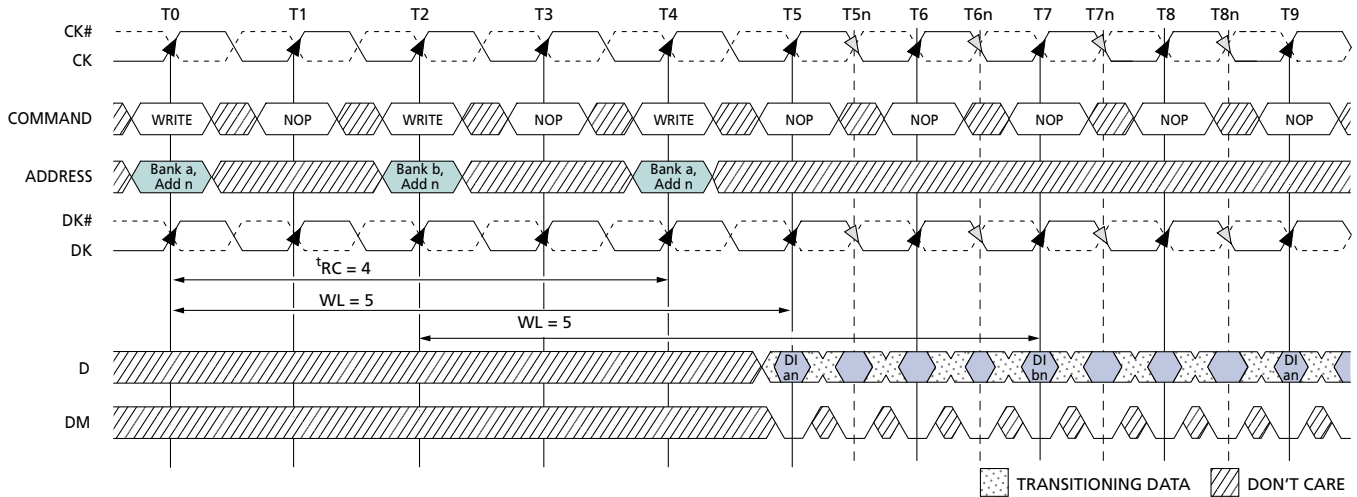 T0 T1 T2 T3 T4 T5 T5n T6 T6n T7 T7n T8 T8n T9
CK#
CK
COMMAND WRITE NOP WRITE NOP WRITE NOP NOP NOP NOP NOP
ADDRESS Bank a, Add n Bank b, Add n Bank a, Add n
DK#
DK
tRC = 4
WL = 5
WL = 5
D DI an DI bn DI an
DM
TRANSITIONING DATA DON'T CARE